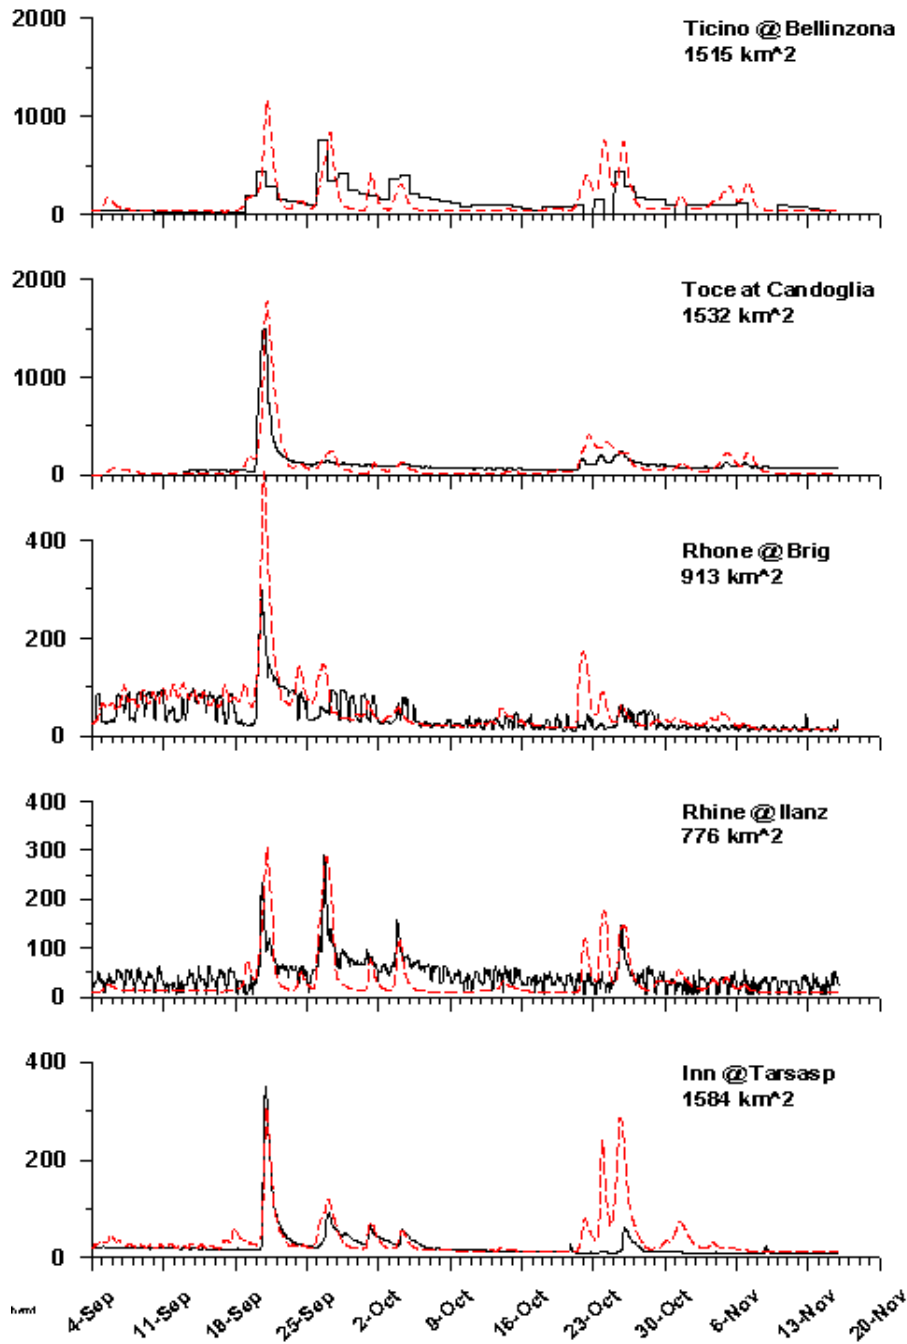 2000
Ticino @ Bellinzona
1515 km^2
1000
0
2000
Toce at Candoglia
1532 km^2
1000
0
400
Rhone @ Brig
913 km^2
200
0
400
Rhine @ Ilanz
776 km^2
300
200
100
0
400
Inn @ Tarsasp
1584 km^2
200
0
4-Sep 11-Sep 18-Sep 25-Sep 2-Oct 9-Oct 16-Oct 23-Oct 30-Oct 6-Nov 13-Nov 20-Nov